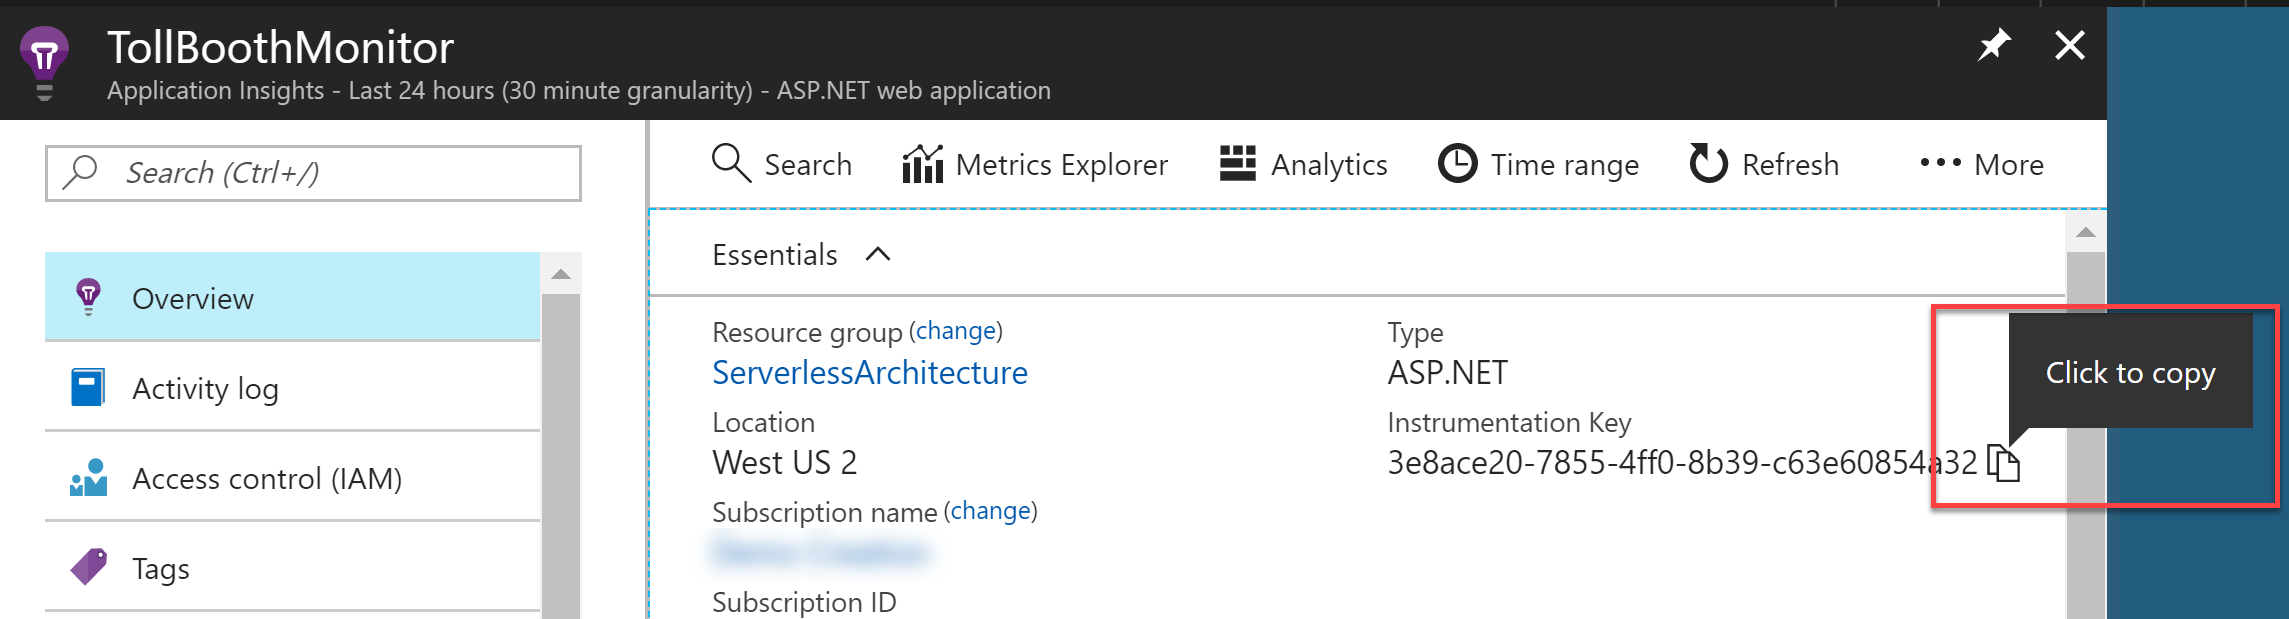 TollBoothMonitor
Application Insights - Last 24 hours (30 minute granularity) - ASP.NET web application
Search (Ctrl+/)
Overview
Activity log
Access control (IAM)
Tags
Search Metrics Explorer Analytics Time range Refresh More
Essentials
Resource group (change)
ServerlessArchitecture
Location
West US 2
Subscription name (change)
Subscription ID
Type
ASP.NET
Instrumentation Key
3e8ace20-7855-4ff0-8b39-c63e60854a32
Click to copy